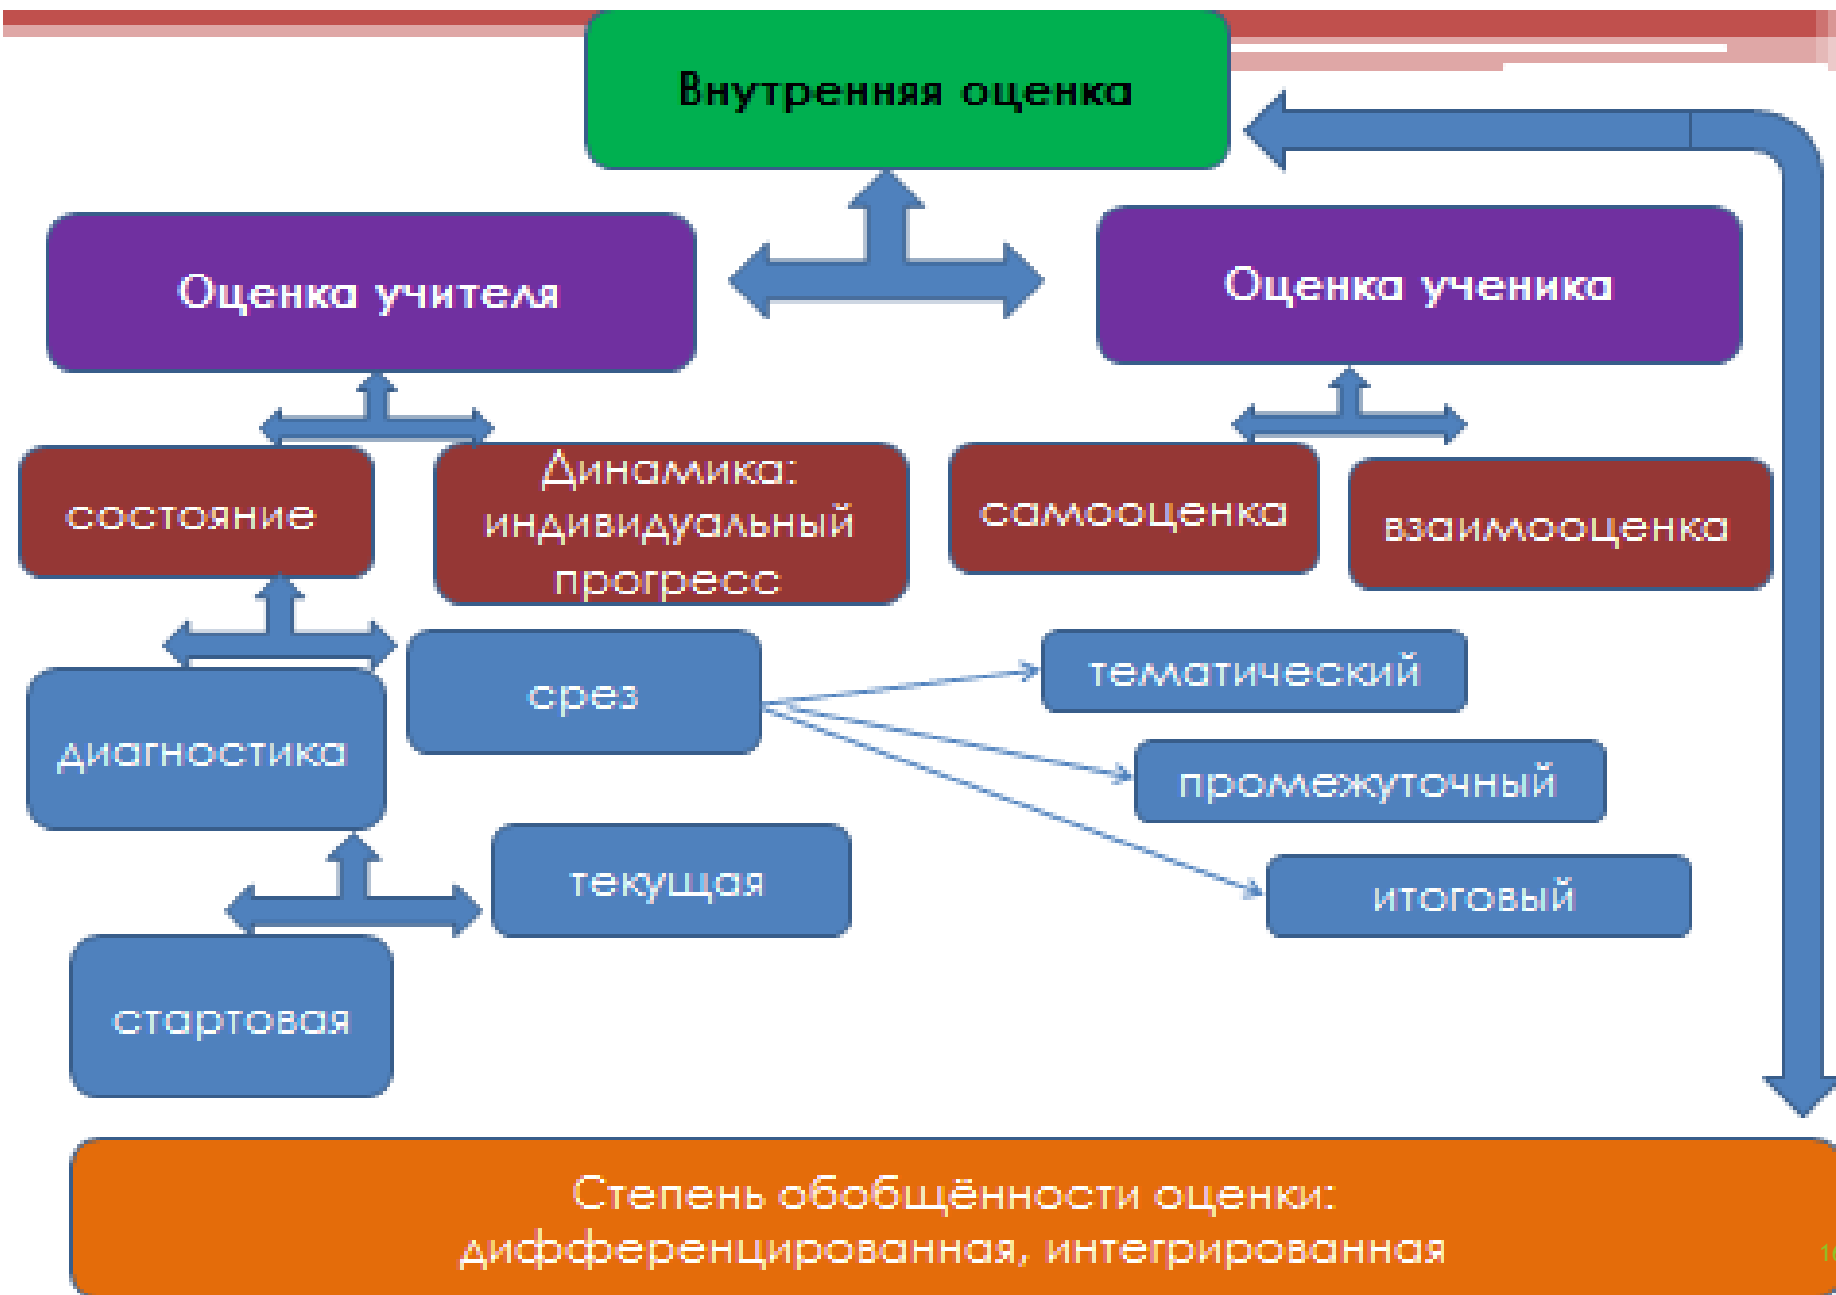 Внутренняя оценка
Оценка учителя
Оценка ученика
состояние
Динамика:
индивидуальный
прогресс
самооценка
взаимооценка
диагностика
срез
тематический
промежуточный
итоговый
текущая
стартовая
Степень обобщённости оценки:
дифференцированная, интегрированная